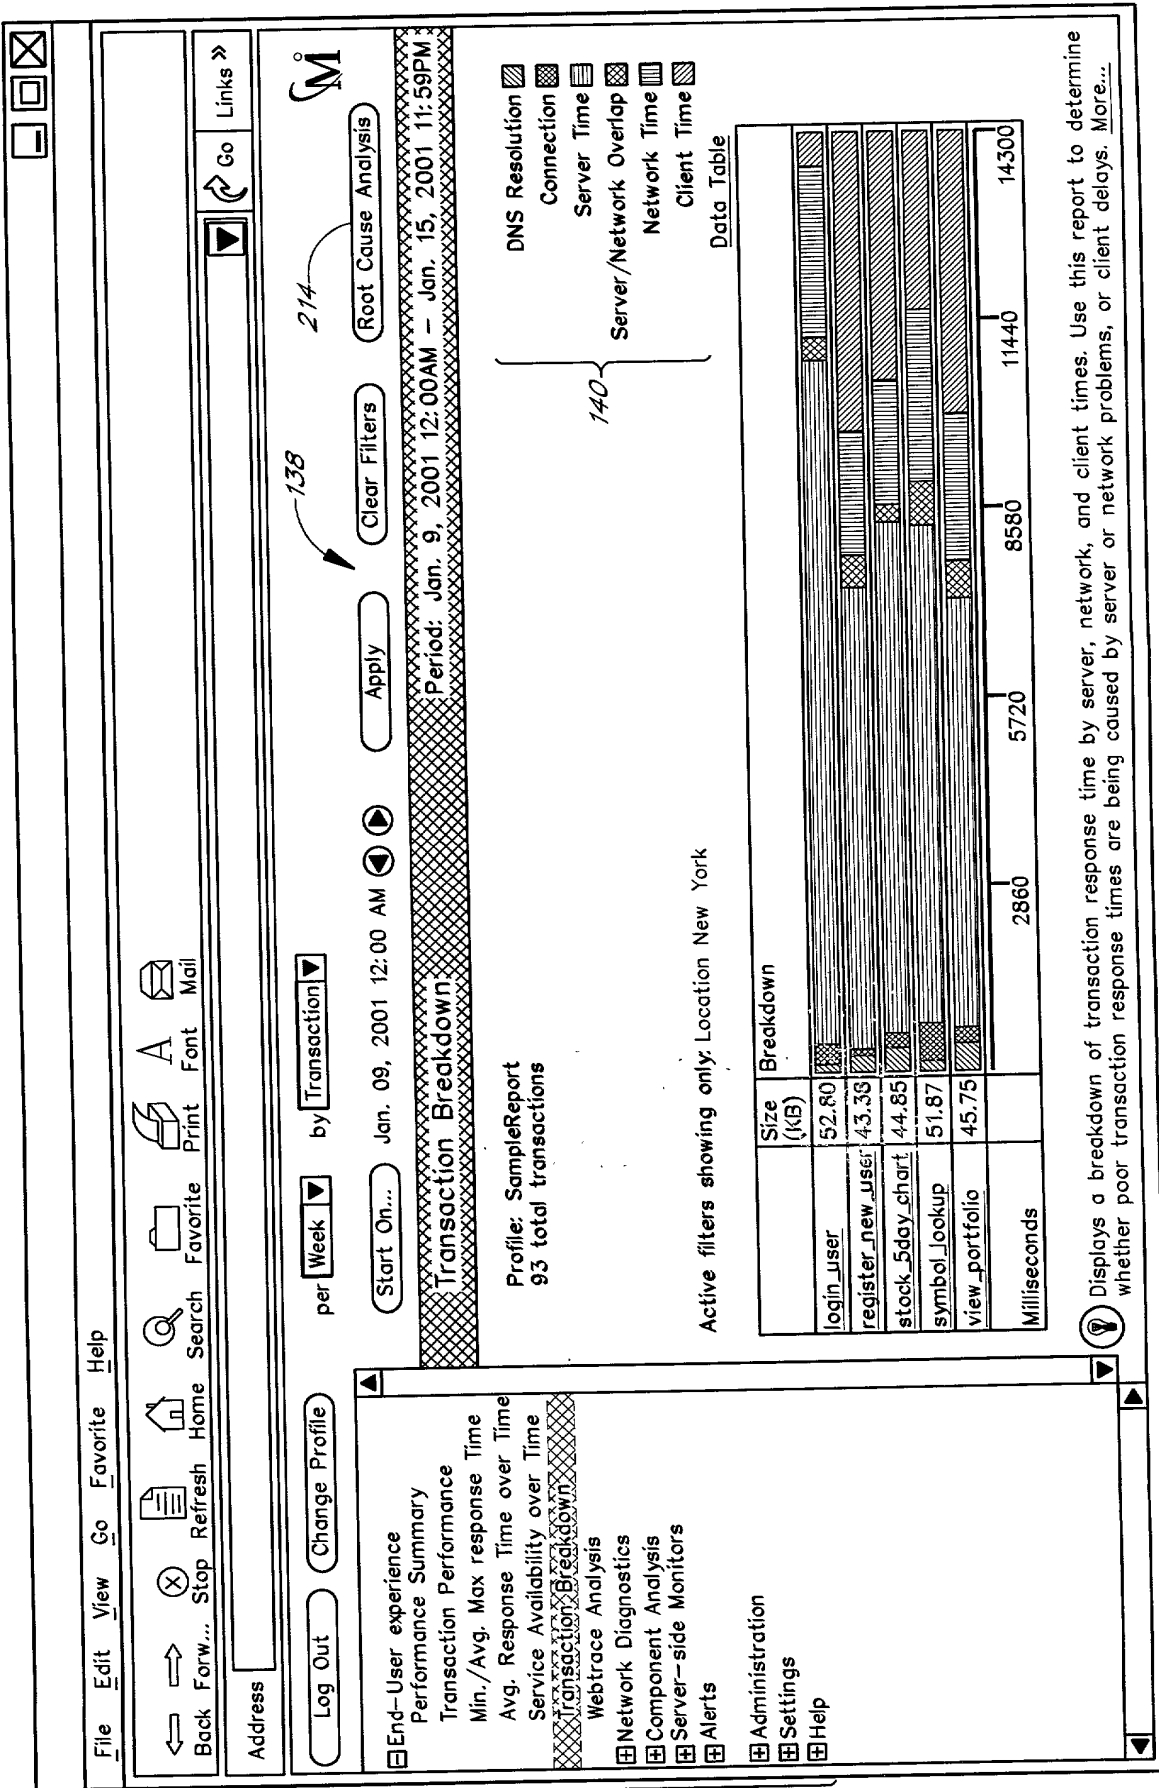 File Edit View Go Favorite Help
Back Forw... Stop Refresh Home Search Favorite Print Font Mail
Address
Go Links »
Log Out Change Profile
per Week by Transaction
Start On... Jan. 09, 2001 12:00 AM Apply Clear Filters Root Cause Analysis
138
214
M
End-User experience
Performance Summary
Transaction Performance
Min./Avg. Max response Time
Avg. Response Time over Time
Service Availability over Time
Transaction Breakdown
Webtrace Analysis
Network Diagnostics
Component Analysis
Server-side Monitors
Alerts
Administration
Settings
Help
Transaction Breakdown Period: Jan. 9, 2001 12:00AM - Jan. 15, 2001 11:59PM
Profile: SampleReport
93 total transactions
140
DNS Resolution
Connection
Server Time
Server/Network Overlap
Network Time
Client Time
Data Table
Active filters showing only: Location New York
Size (KB) Breakdown
login_user 52.80
register_new_user 43.38
stock_5day_chart 44.85
symbol_lookup 51.87
view_portfolio 45.75
Milliseconds 2860 5720 8580 11440 14300
Displays a breakdown of transaction response time by server, network, and client times. Use this report to determine
whether poor transaction response times are being caused by server or network problems, or client delays. More...